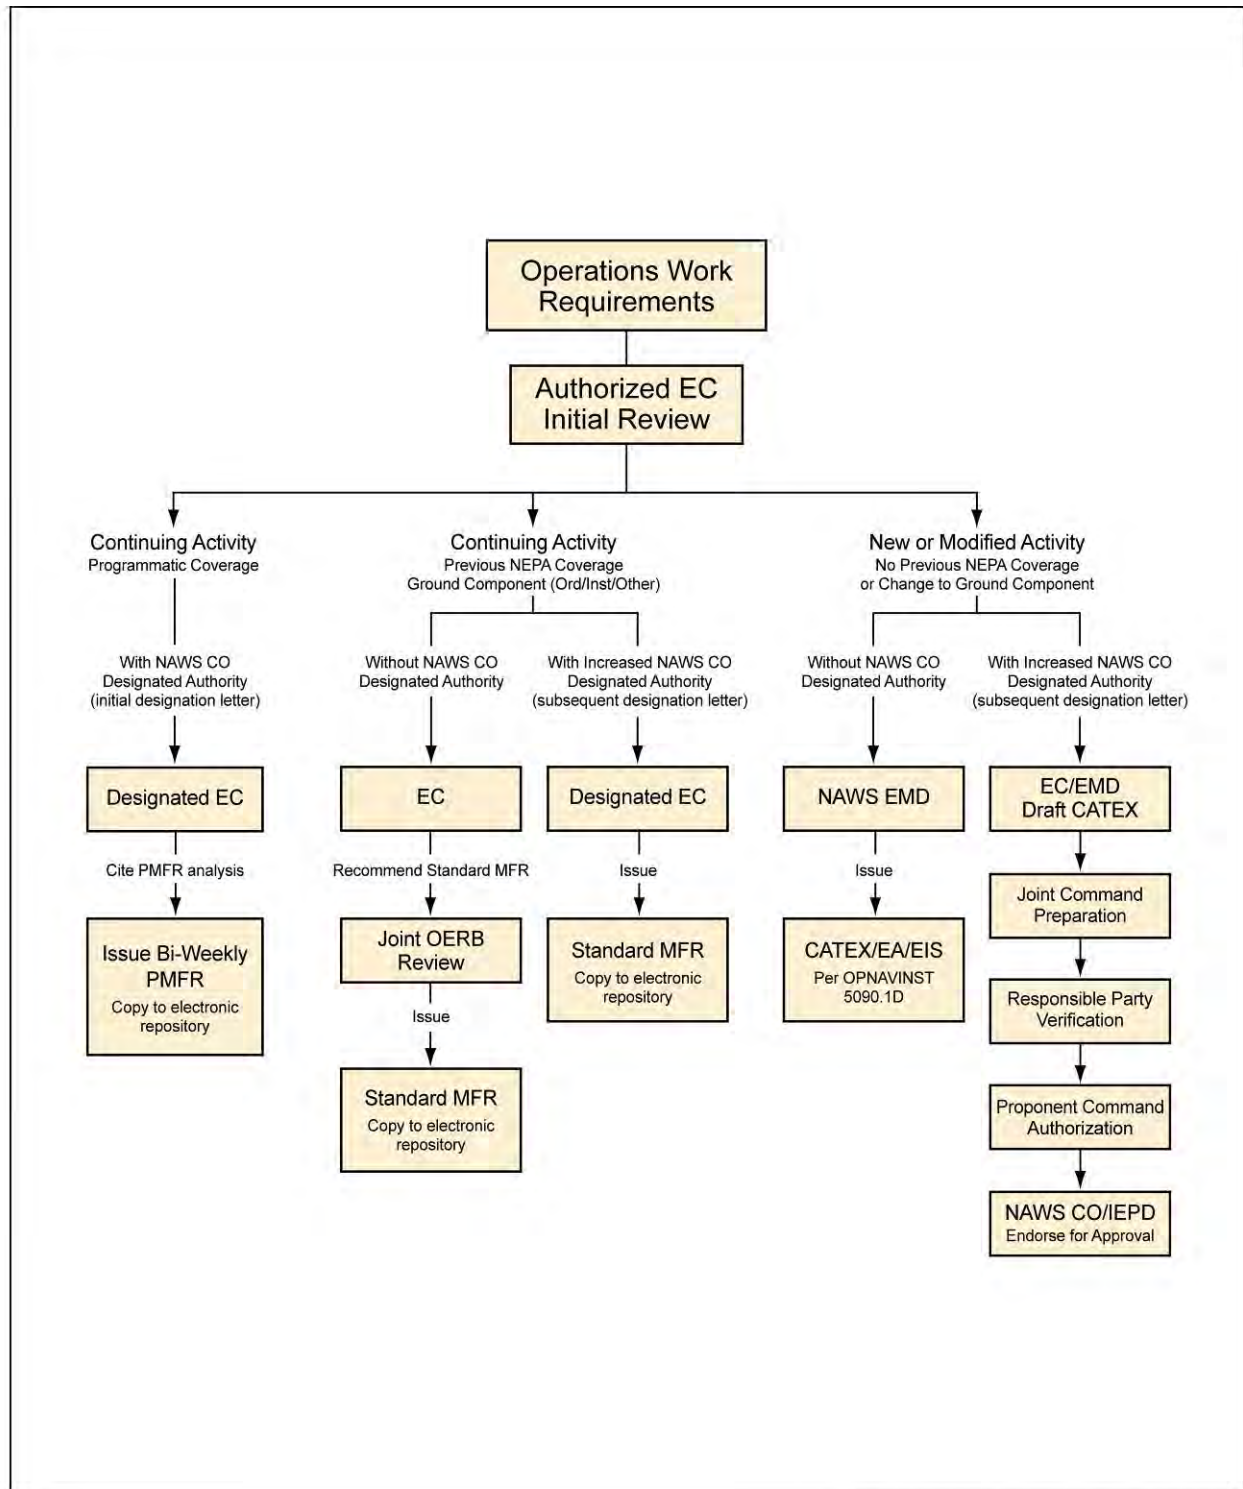 Operations Work
Requirements
Authorized EC
Initial Review
Continuing Activity
Programmatic Coverage
Continuing Activity
Previous NEPA Coverage
Ground Component (Ord/Inst/Other)
New or Modified Activity
No Previous NEPA Coverage
or Change to Ground Component
With NAWS CO
Designated Authority
(initial designation letter)
Without NAWS CO
Designated Authority
With Increased NAWS CO
Designated Authority
(subsequent designation letter)
Without NAWS CO
Designated Authority
With Increased NAWS CO
Designated Authority
(subsequent designation letter)
Designated EC
EC
Designated EC
NAWS EMD
EC/EMD
Draft CATEX
Cite PMFR analysis
Recommend Standard MFR
Issue
Issue
Issue Bi-Weekly
PMFR
Copy to electronic
repository
Joint OERB
Review
Issue
Standard MFR
Copy to electronic
repository
Standard MFR
Copy to electronic
repository
CATEX/EA/EIS
Per OPNAVINST
5090.1D
Joint Command
Preparation
Responsible Party
Verification
Proponent Command
Authorization
NAWS CO/IEPD
Endorse for Approval